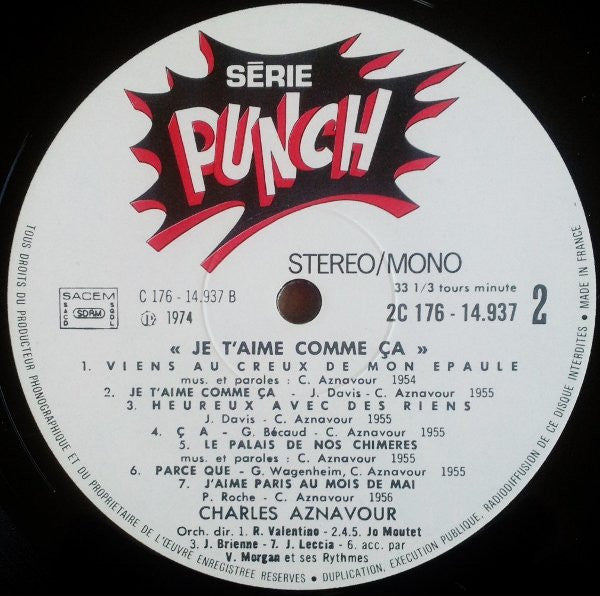 SÉRIE
PUNCH
STEREO/MONO
33 1/3 tours minute
2C 176 - 14.937
2
SACEM
SACD
SDRM
SGDL
C 176 - 14.937 B
℗ 1974
« JE T'AIME COMME ÇA »
1. VIENS AU CREUX DE MON EPAULE
mus. et paroles : C. Aznavour 1954
2. JE T'AIME COMME ÇA - J. Davis - C. Aznavour 1955
3. HEUREUX AVEC DES RIENS
J. Davis - C. Aznavour 1955
4. ÇA - G. Bécaud - C. Aznavour 1955
5. LE PALAIS DE NOS CHIMERES
mus. et paroles : C. Aznavour 1955
6. PARCE QUE - G. Wagenheim, C. Aznavour 1955
7. J'AIME PARIS AU MOIS DE MAI
P. Roche - C. Aznavour 1956
CHARLES AZNAVOUR
Orch. dir. 1. R. Valentino - 2.4.5. Jo Moutet
3. J. Brienne - 7. J. Leccia - 6. acc. par
V. Morgan et ses Rythmes
TOUS DROITS DU PRODUCTEUR PHONOGRAPHIQUE ET DU PROPRIETAIRE DE L'ŒUVRE ENREGISTREE RESERVES • DUPLICATION, EXECUTION PUBLIQUE, RADIODIFFUSION DE CE DISQUE INTERDITES • MADE IN FRANCE